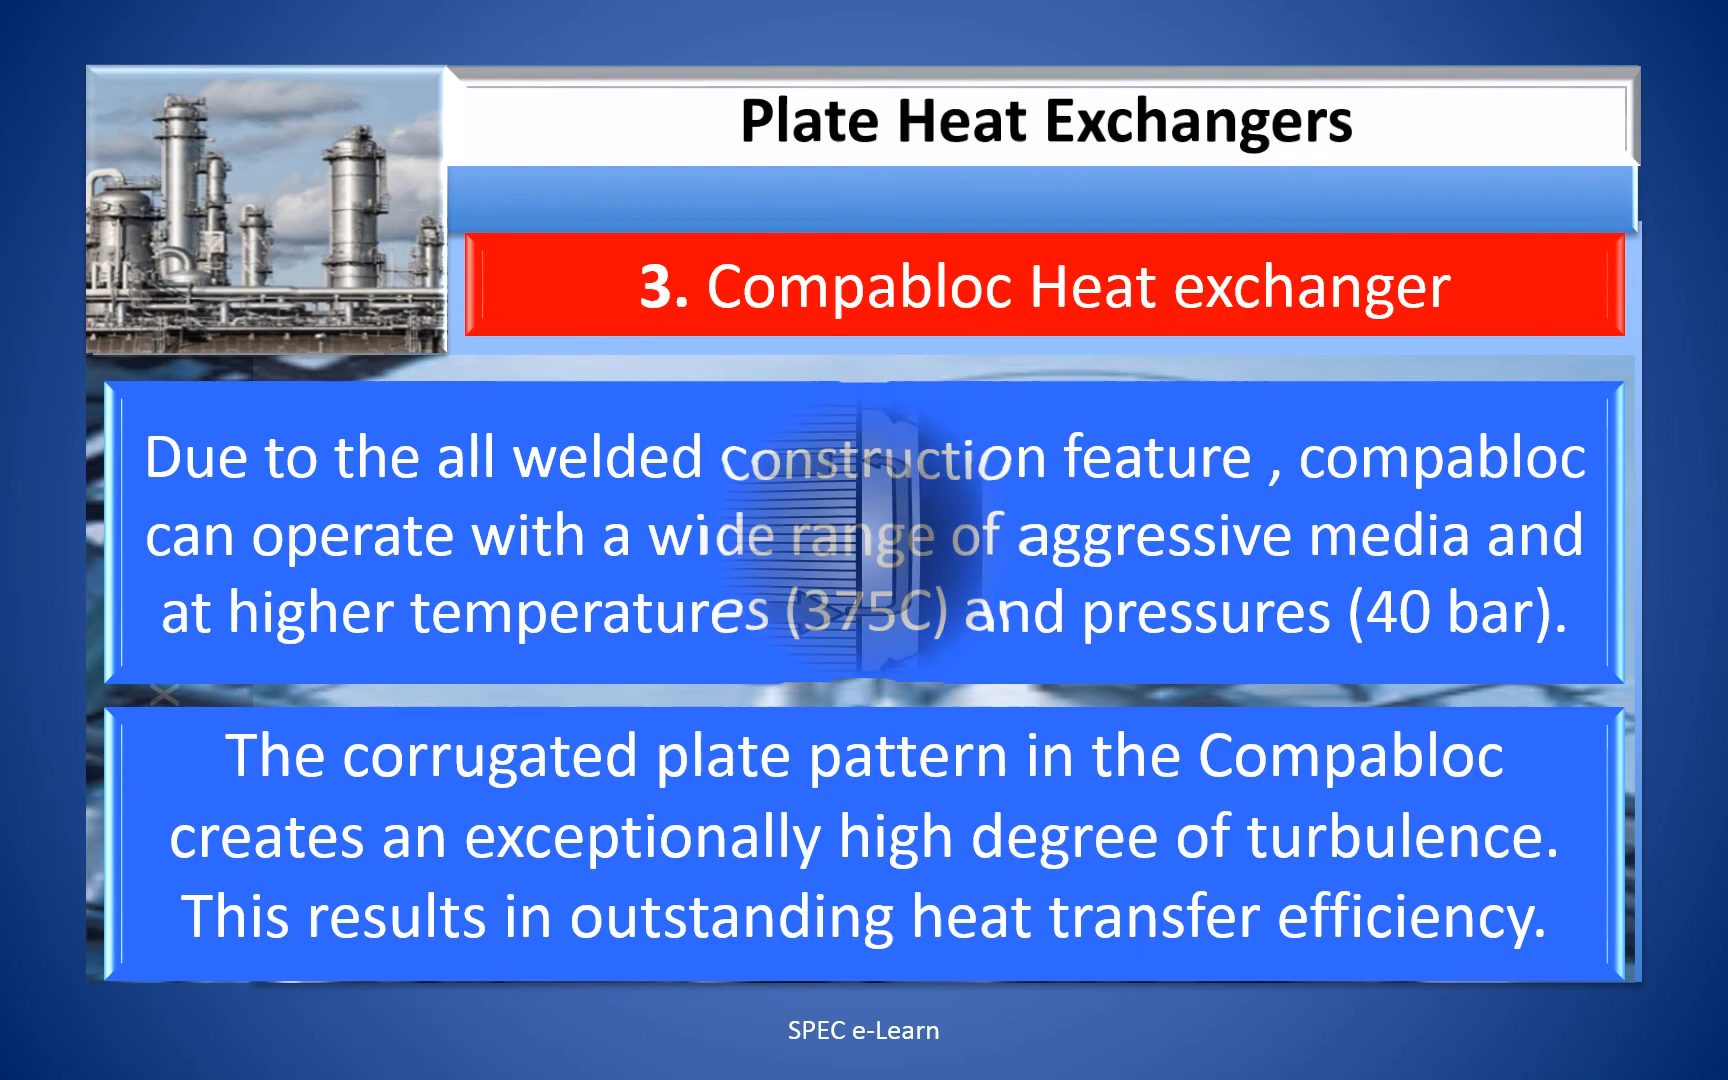 Plate Heat Exchangers
3. Compabloc Heat exchanger
Due to the all welded construction feature , compabloc
can operate with a wide range of aggressive media and
at higher temperatures (375C) and pressures (40 bar).
The corrugated plate pattern in the Compabloc
creates an exceptionally high degree of turbulence.
This results in outstanding heat transfer efficiency.
SPEC e-Learn